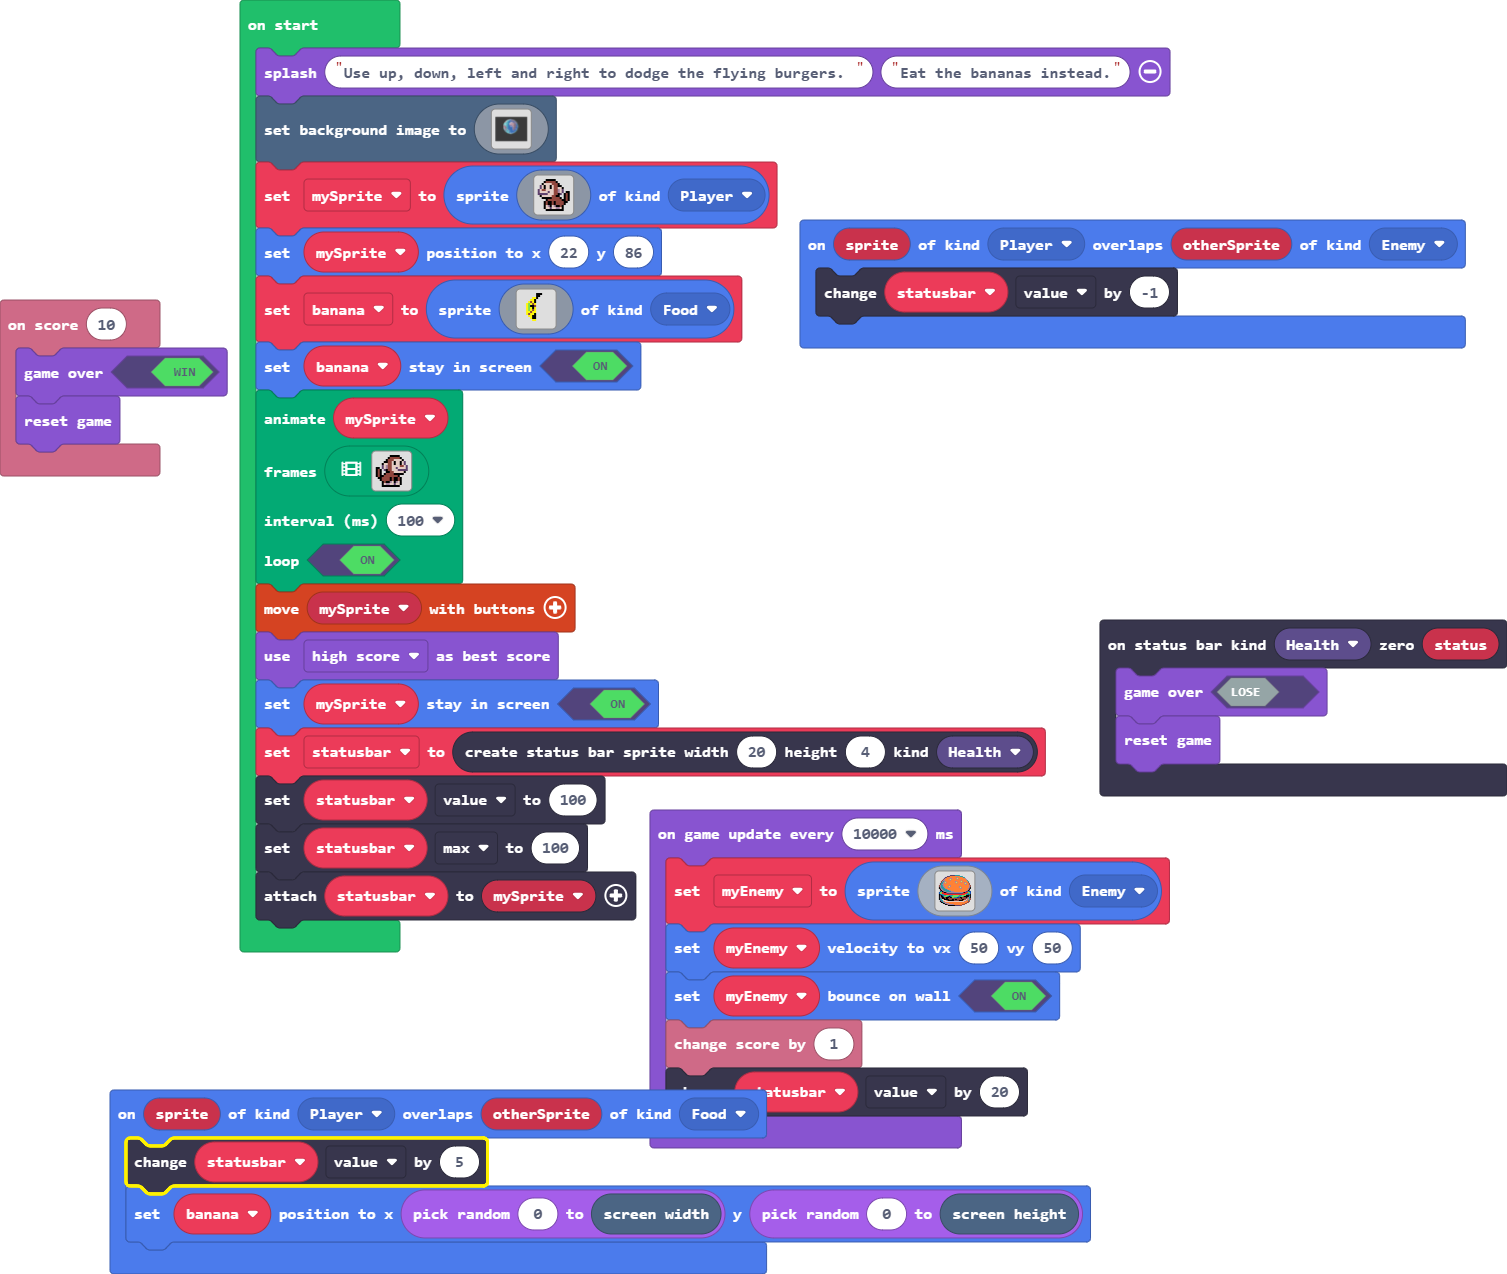 on start
splash "Use up, down, left and right to dodge the flying burgers. " "Eat the bananas instead."
set background image to
set mySprite to sprite of kind Player
set mySprite position to x 22 y 86
set banana to sprite of kind Food
set banana stay in screen ON
animate mySprite
frames
interval (ms) 100
loop ON
move mySprite with buttons
use high score as best score
set mySprite stay in screen ON
set statusbar to create status bar sprite width 20 height 4 kind Health
set statusbar value to 100
set statusbar max to 100
attach statusbar to mySprite
on score 10
game over WIN
reset game
on sprite of kind Player overlaps otherSprite of kind Enemy
change statusbar value by -1
on status bar kind Health zero status
game over LOSE
reset game
on game update every 10000 ms
set myEnemy to sprite of kind Enemy
set myEnemy velocity to vx 50 vy 50
set myEnemy bounce on wall ON
change score by 1
value by 20
on sprite of kind Player overlaps otherSprite of kind Food
change statusbar value by 5
set banana position to x pick random 0 to screen width y pick random 0 to screen height